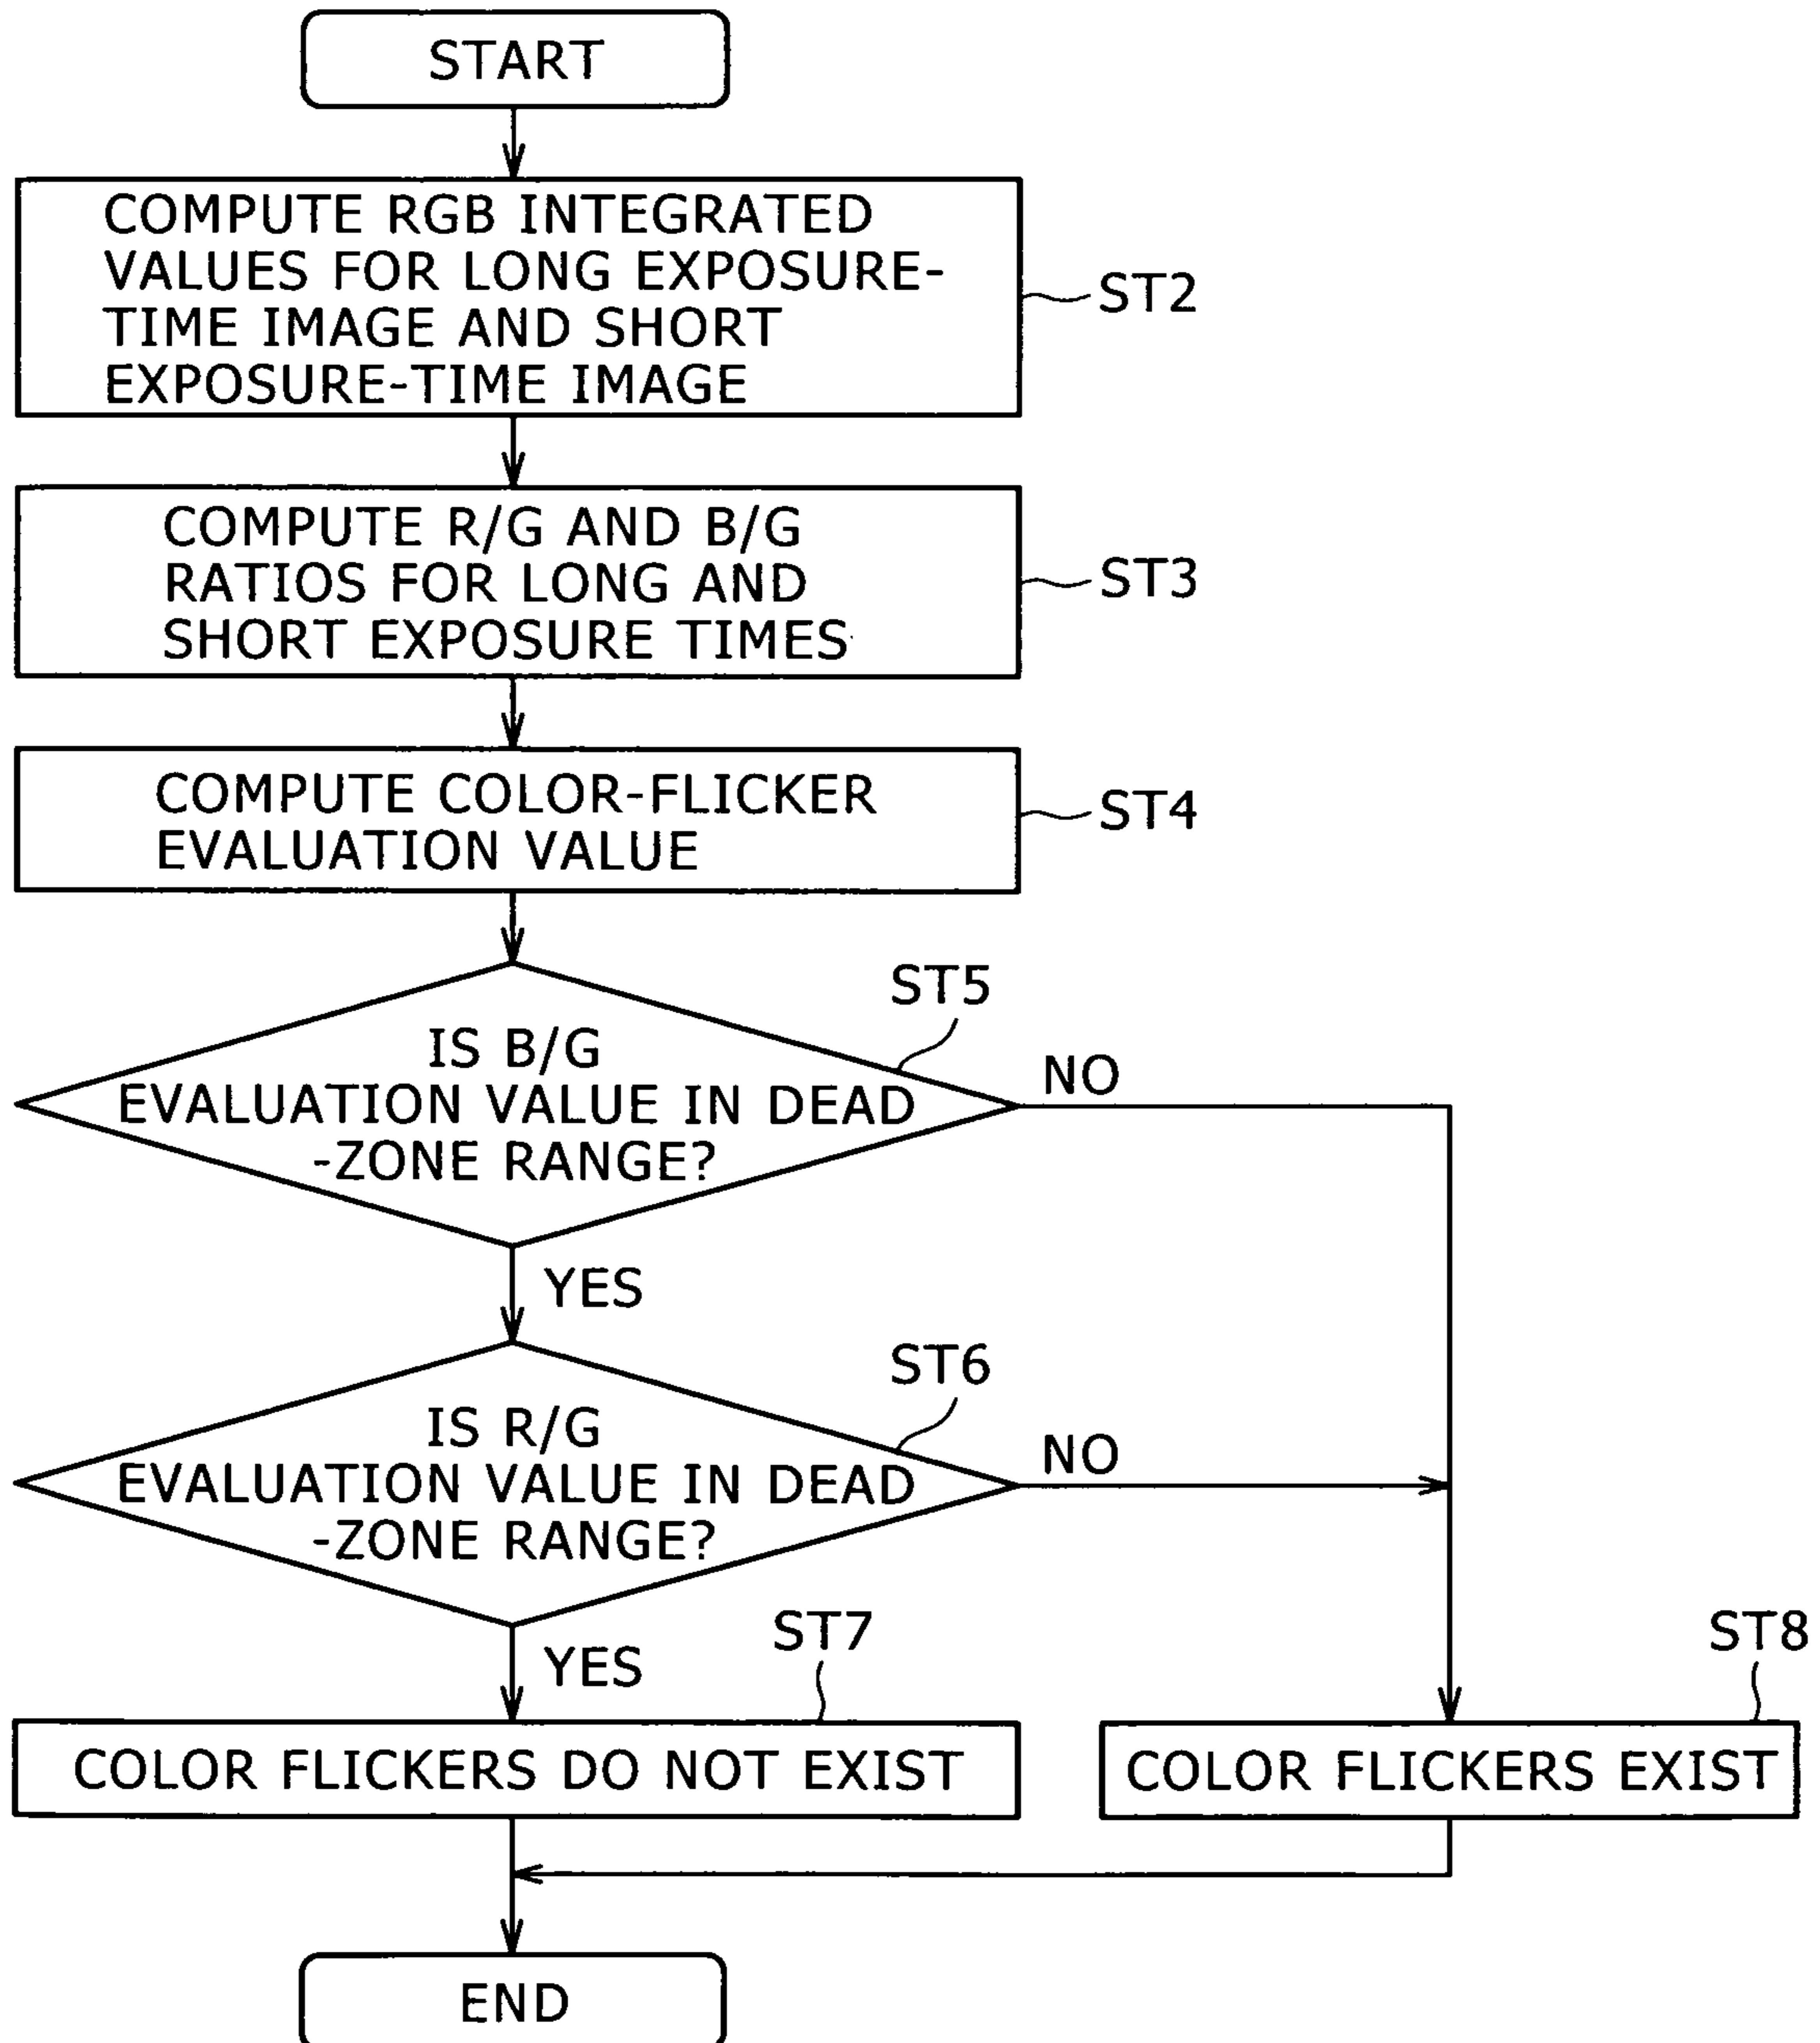 START
COMPUTE RGB INTEGRATED
VALUES FOR LONG EXPOSURE-
TIME IMAGE AND SHORT
EXPOSURE-TIME IMAGE
ST2
COMPUTE R/G AND B/G
RATIOS FOR LONG AND
SHORT EXPOSURE TIMES
ST3
COMPUTE COLOR-FLICKER
EVALUATION VALUE
ST4
ST5
IS B/G
EVALUATION VALUE IN DEAD
-ZONE RANGE?
NO
YES
ST6
IS R/G
EVALUATION VALUE IN DEAD
-ZONE RANGE?
NO
YES
ST7
COLOR FLICKERS DO NOT EXIST
ST8
COLOR FLICKERS EXIST
END